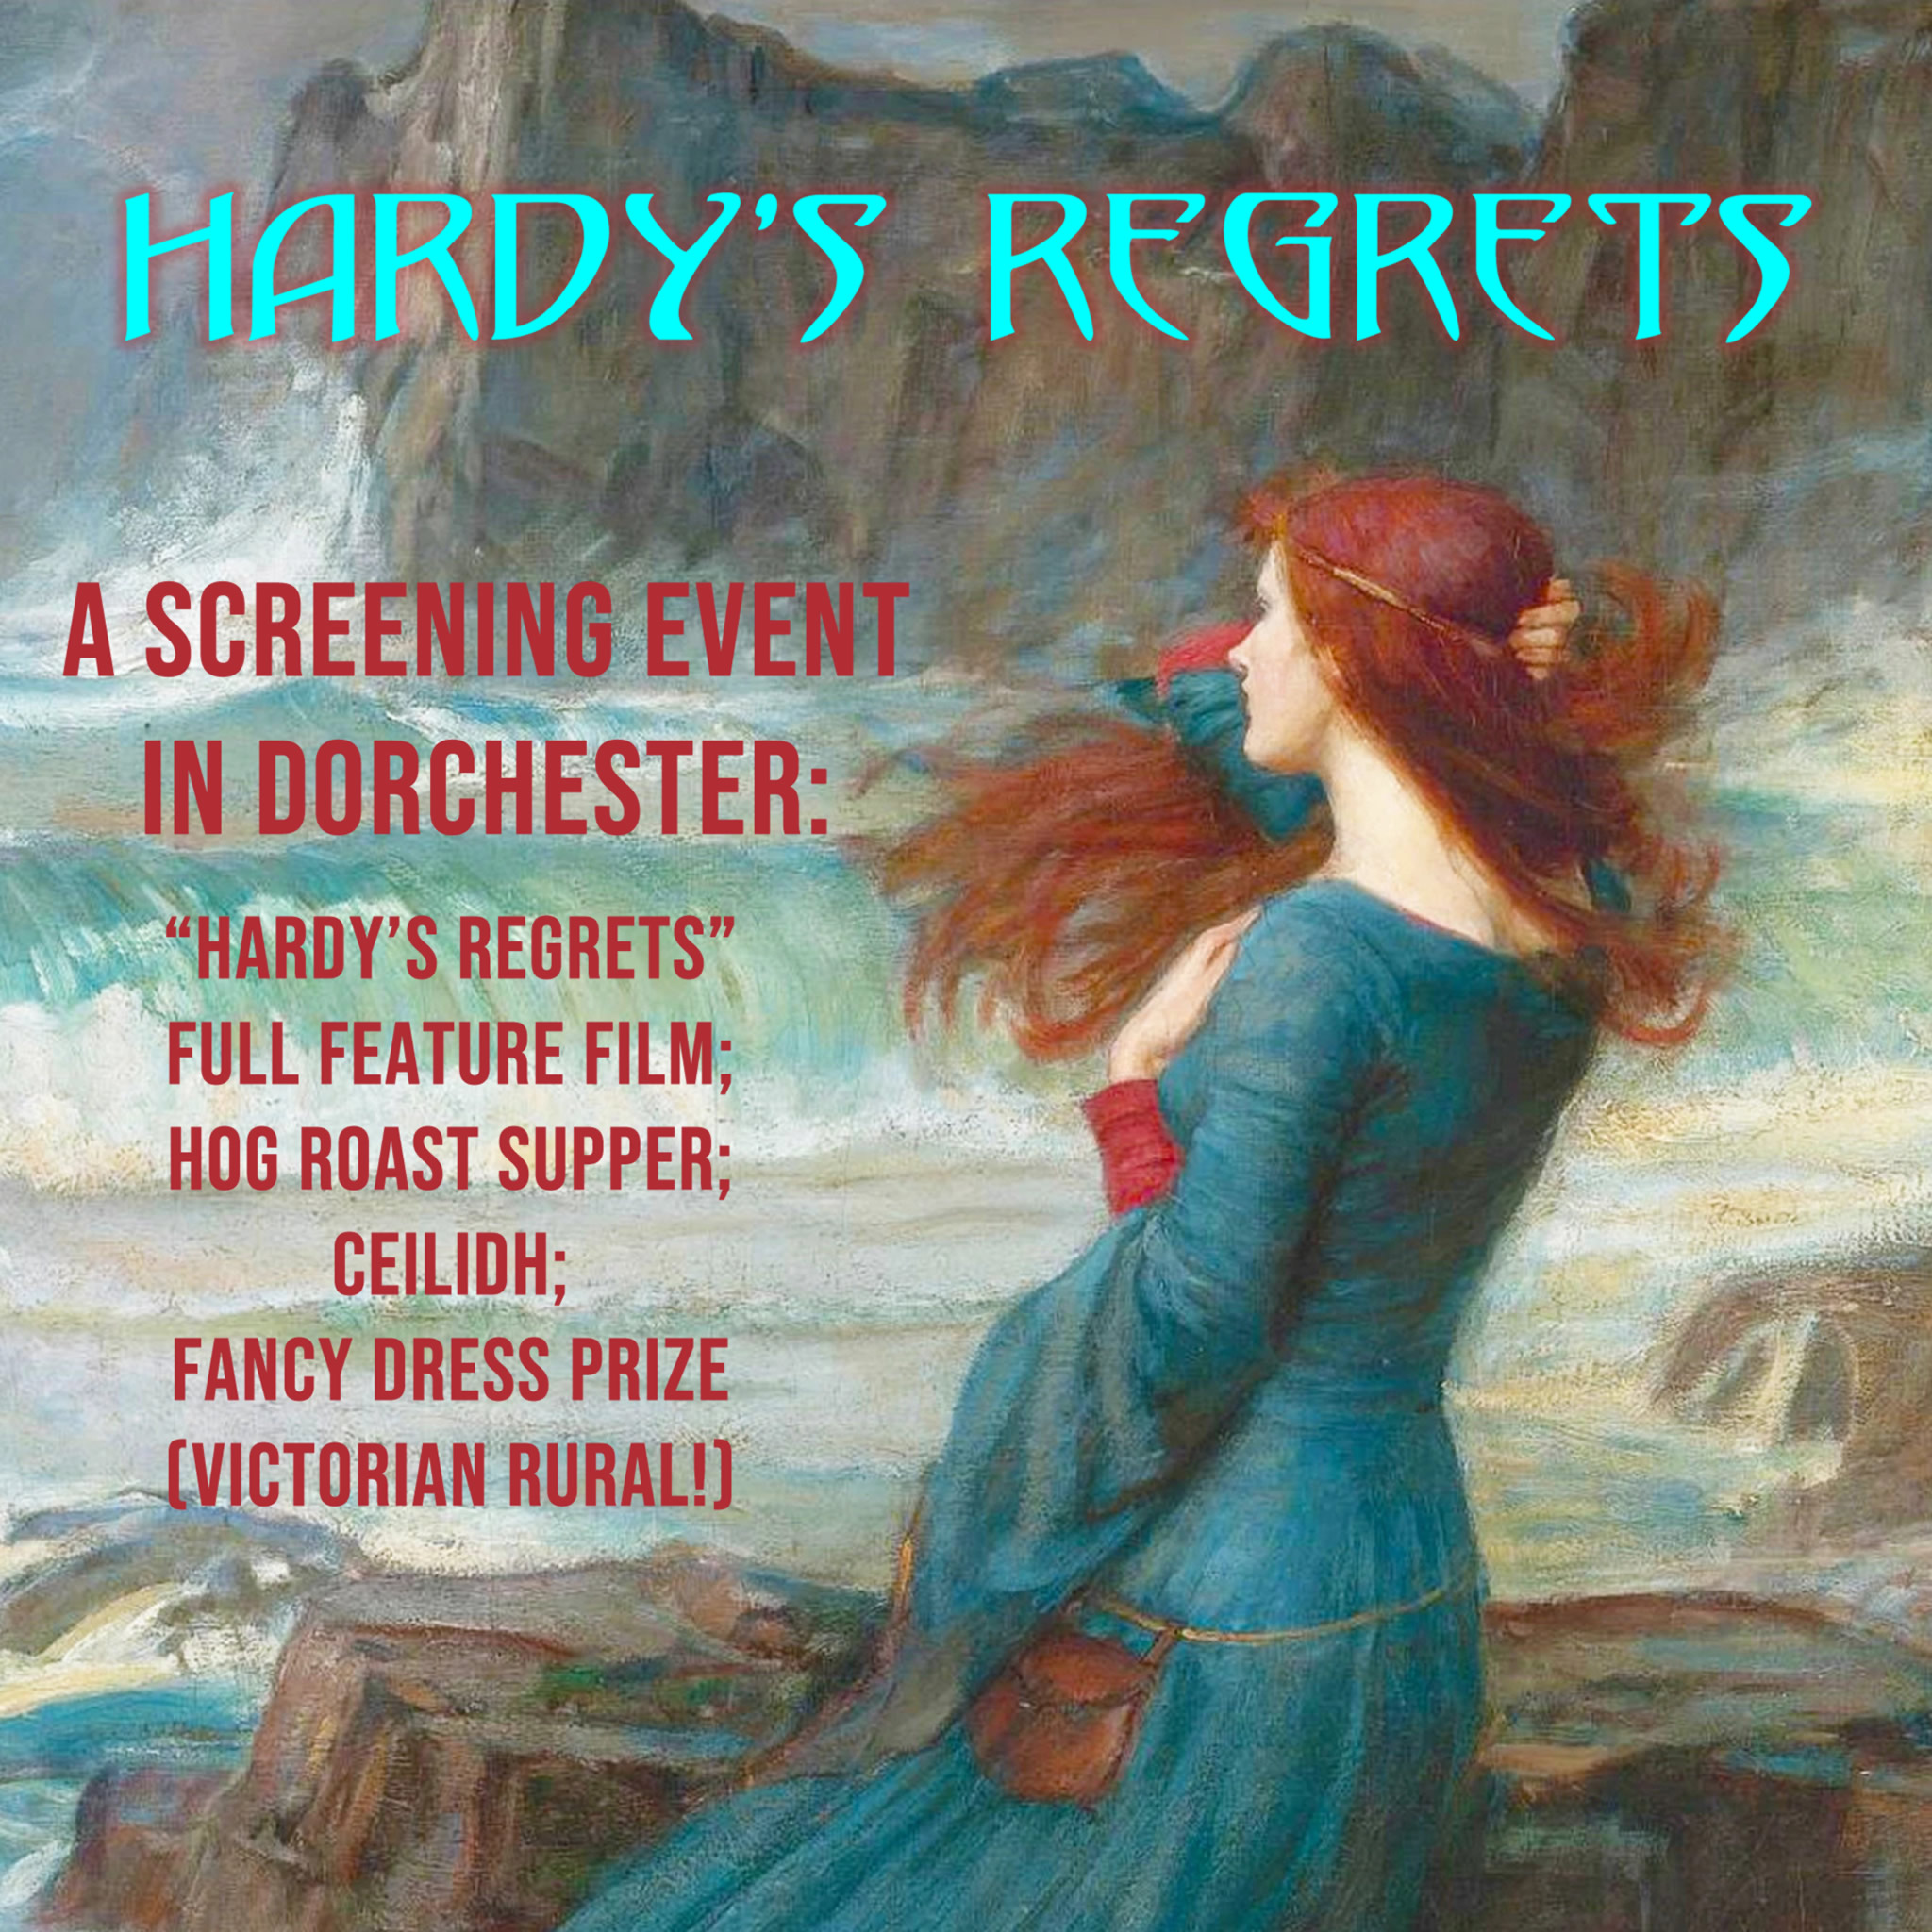 HARDY'S REGRETS
A SCREENING EVENT
IN DORCHESTER:
“HARDY’S REGRETS”
FULL FEATURE FILM;
HOG ROAST SUPPER;
CEILIDH;
FANCY DRESS PRIZE
(VICTORIAN RURAL!)